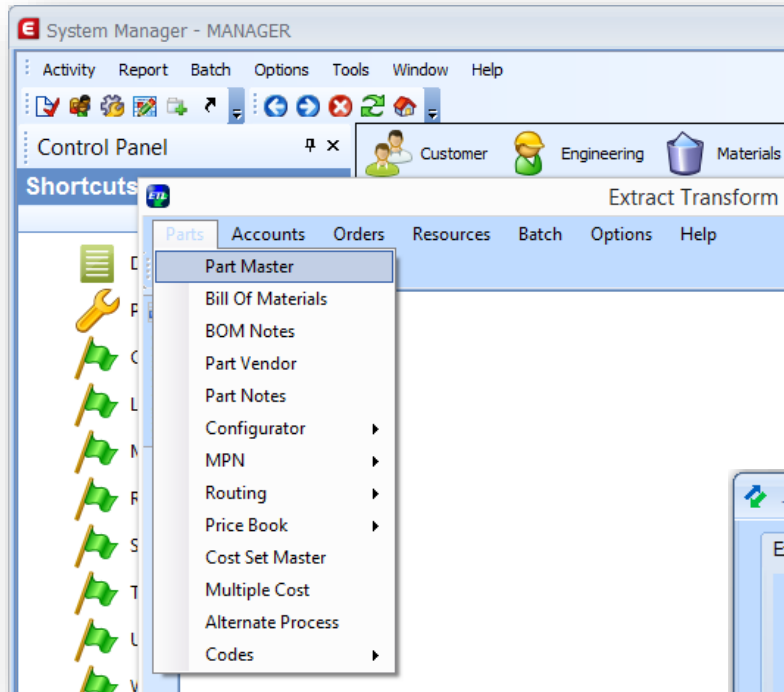 System Manager - MANAGER
Activity Report Batch Options Tools Window Help
Control Panel
Customer Engineering Materials
Shortcuts
ETL
Extract Transform
Parts Accounts Orders Resources Batch Options Help
Part Master
Bill Of Materials
BOM Notes
Part Vendor
Part Notes
Configurator
MPN
Routing
Price Book
Cost Set Master
Multiple Cost
Alternate Process
Codes